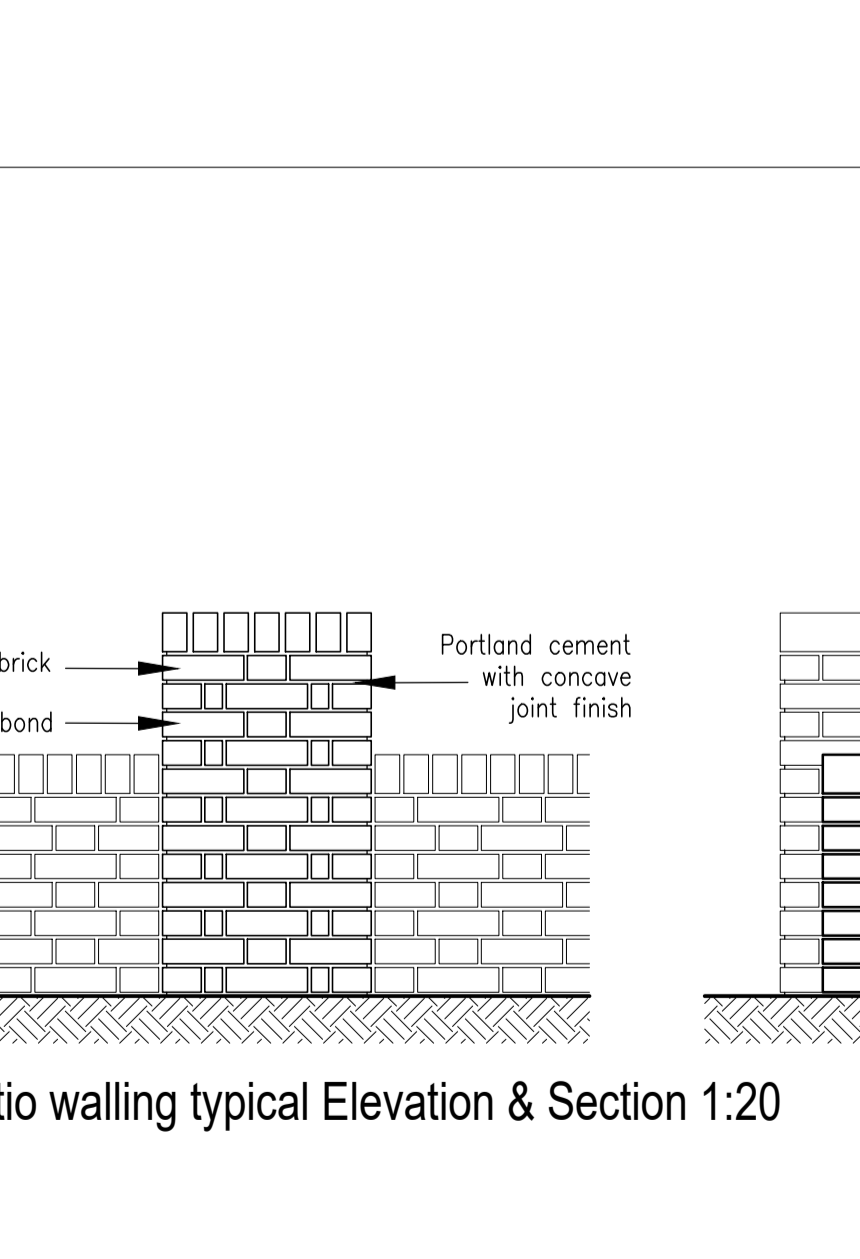 brick
bond
Portland cement
with concave
joint finish
tio walling typical Elevation & Section 1:20